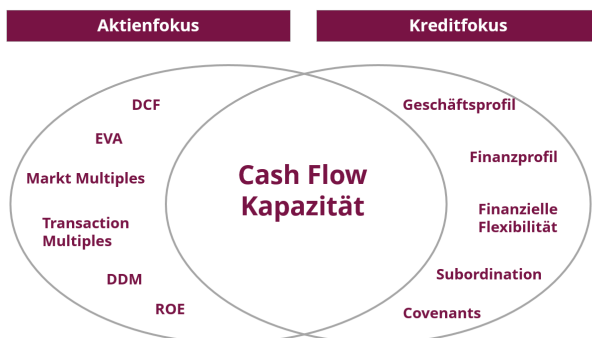 Aktienfokus
Kreditfokus
DCF
EVA
Markt Multiples
Transaction
Multiples
DDM
ROE
Cash Flow
Kapazität
Geschäftsprofil
Finanzprofil
Finanzielle
Flexibilität
Subordination
Covenants